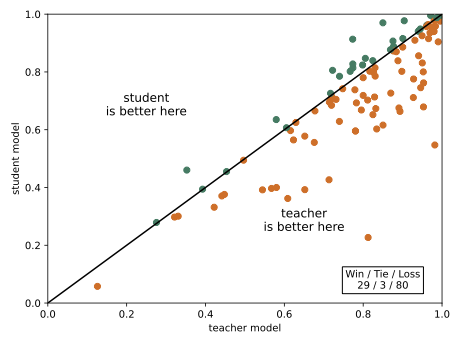 1.0
0.8
0.6
0.4
0.2
0.0
student model
student
is better here
teacher
is better here
Win / Tie / Loss
29 / 3 / 80
0.0 0.2 0.4 0.6 0.8 1.0
teacher model